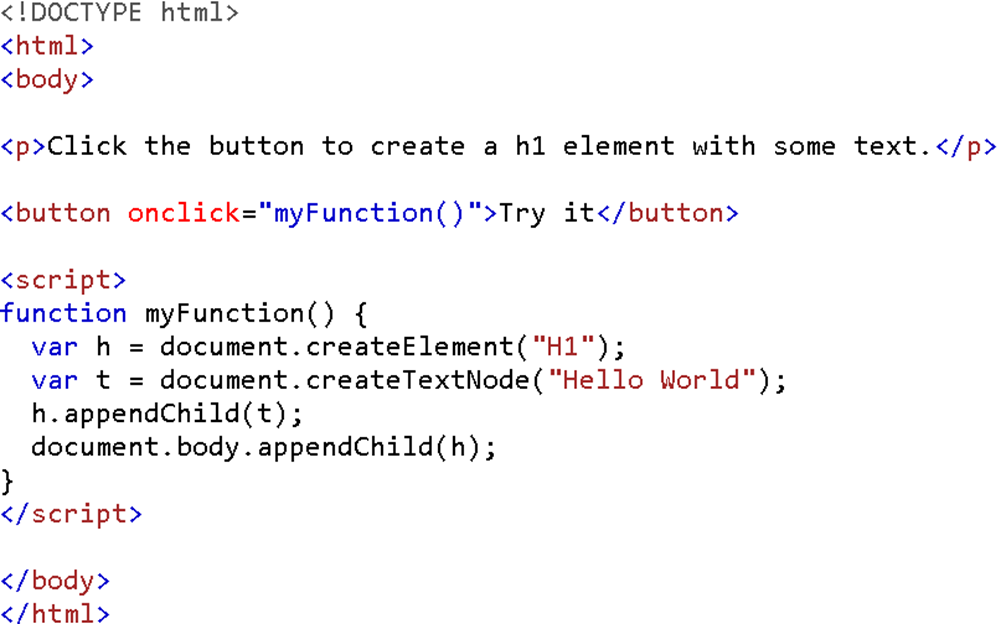 <!DOCTYPE html>
<html>
<body>
<p>Click the button to create a h1 element with some text.</p>
<button onclick="myFunction()">Try it</button>
<script>
function myFunction() {
  var h = document.createElement("H1");
  var t = document.createTextNode("Hello World");
  h.appendChild(t);
  document.body.appendChild(h);
}
</script>
</body>
</html>